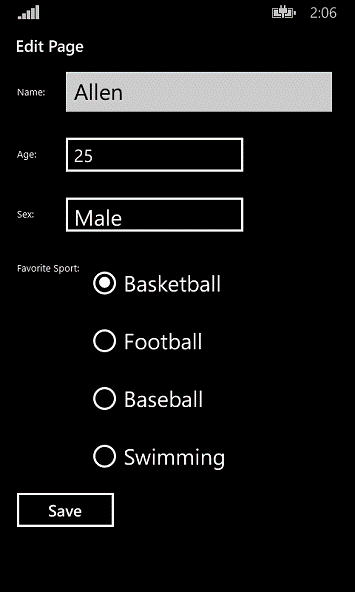 2:06
Edit Page
Name: Allen
Age: 25
Sex: Male
Favorite Sport:
Basketball
Football
Baseball
Swimming
Save